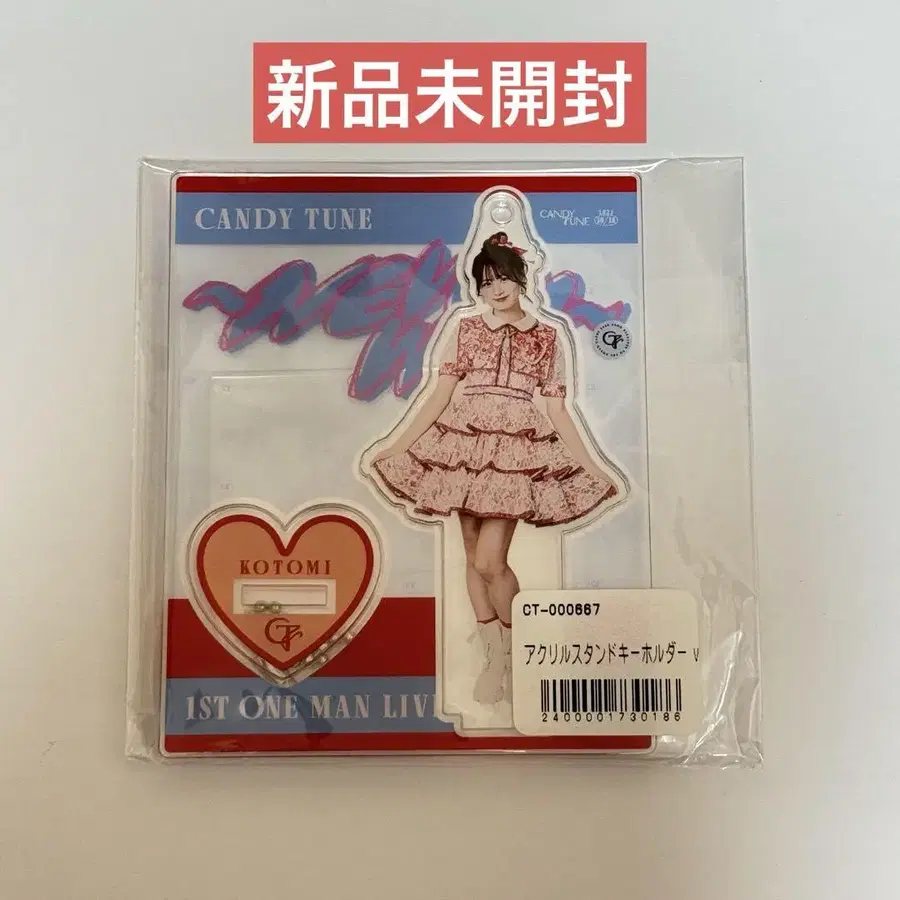 新品未開封
CANDY TUNE
CANDY
TUNE
KOTOMI
CT
CT-000667
アクリルスタンドキーホルダー v
2400001730186
1ST ONE MAN LIV